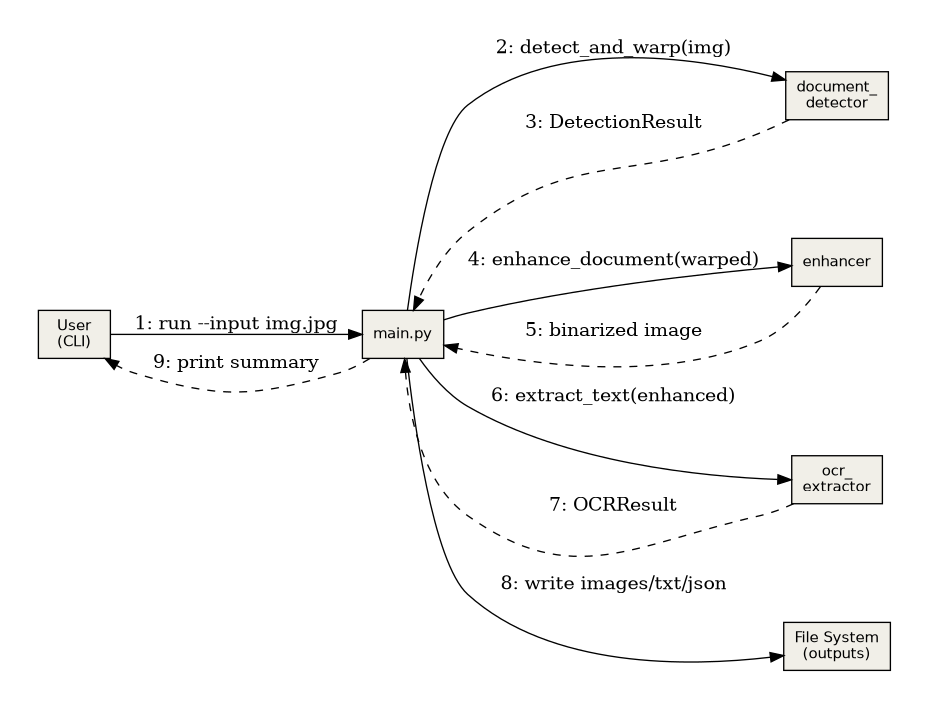 2: detect_and_warp(img)
document_
detector
3: DetectionResult
4: enhance_document(warped)
enhancer
User
(CLI)
1: run --input img.jpg
main.py
5: binarized image
9: print summary
6: extract_text(enhanced)
ocr_
extractor
7: OCRResult
8: write images/txt/json
File System
(outputs)